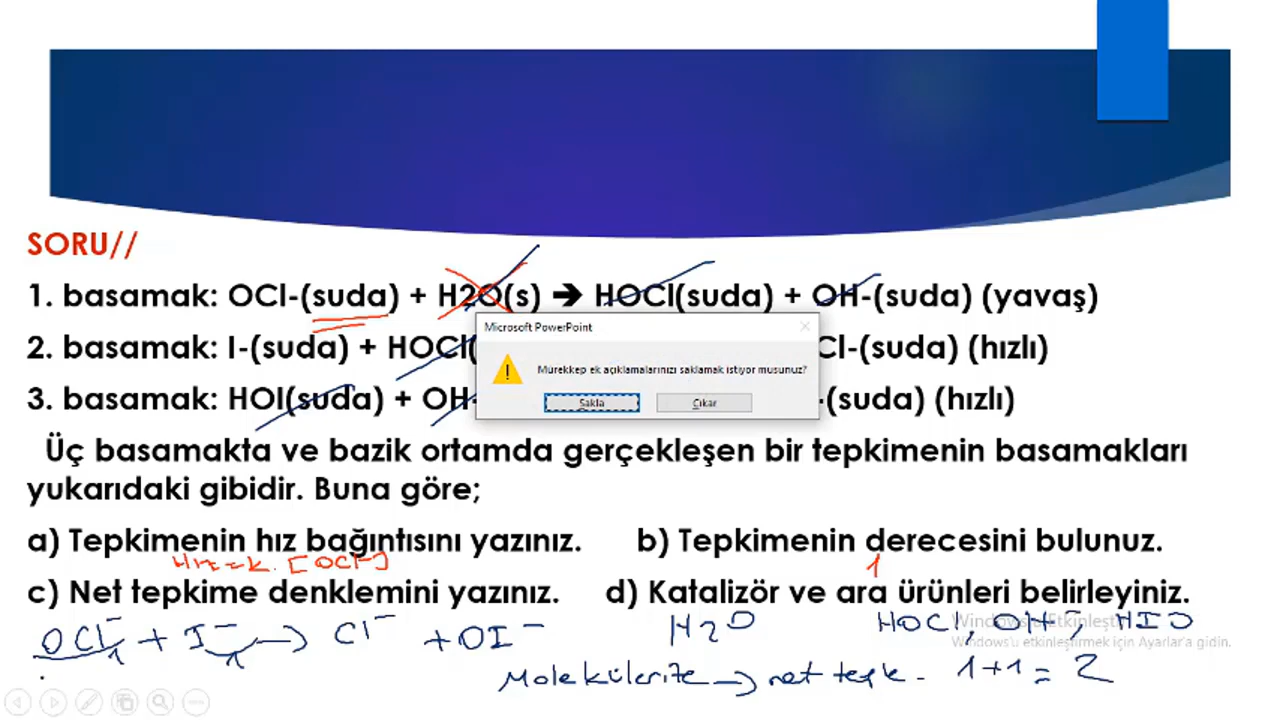 SORU//
1. basamak: OCl-(suda) + H2O(s) → HOCl(suda) + OH-(suda) (yavaş)
2. basamak: I-(suda) + HOCl( Cl-(suda) (hızlı)
3. basamak: HOI(suda) + OH- -(suda) (hızlı)
Microsoft PowerPoint
Mürekkep ek açıklamalarınızı saklamak istiyor musunuz?
Sakla Çıkar
Üç basamakta ve bazik ortamda gerçekleşen bir tepkimenin basamakları
yukarıdaki gibidir. Buna göre;
a) Tepkimenin hız bağıntısını yazınız. b) Tepkimenin derecesini bulunuz.
Hız=k.[OCl-] 1
c) Net tepkime denklemini yazınız. d) Katalizör ve ara ürünleri belirleyiniz.
OCl- + I- → Cl- + OI- H2O HOCl, OH-, HIO
1 1
Windows'u Etkinleştir
Windows'u etkinleştirmek için Ayarlar'a gidin.
Molekülerite → net tepk. 1+1=2